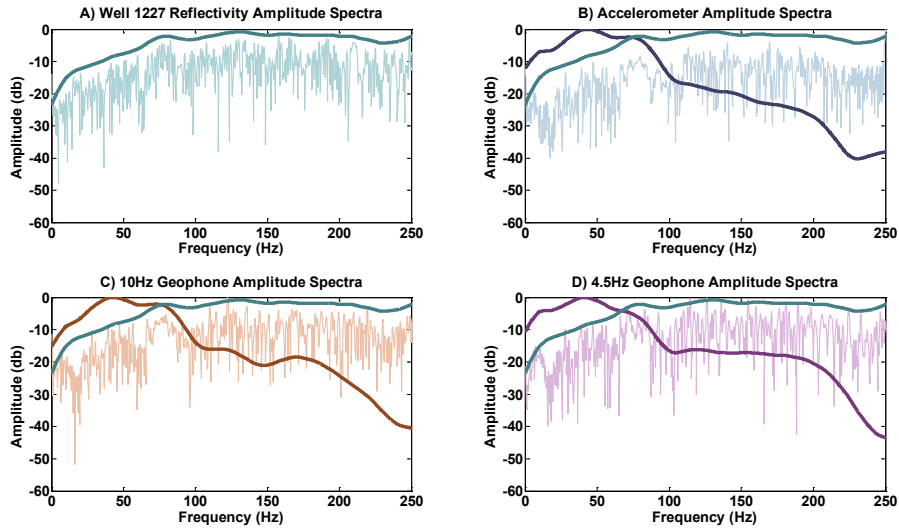 A) Well 1227 Reflectivity Amplitude Spectra
0
-10
-20
-30
-40
-50
-60
Amplitude (db)
0 50 100 150 200 250
Frequency (Hz)
B) Accelerometer Amplitude Spectra
0
-10
-20
-30
-40
-50
-60
Amplitude (db)
0 50 100 150 200 250
Frequency (Hz)
C) 10Hz Geophone Amplitude Spectra
0
-10
-20
-30
-40
-50
-60
Amplitude (db)
0 50 100 150 200 250
Frequency (Hz)
D) 4.5Hz Geophone Amplitude Spectra
0
-10
-20
-30
-40
-50
-60
Amplitude (db)
0 50 100 150 200 250
Frequency (Hz)